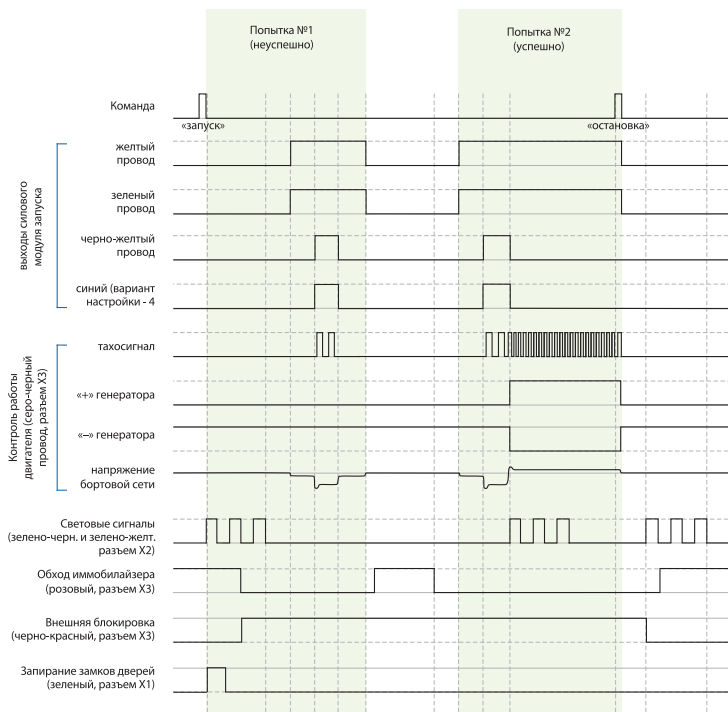 Попытка №1
(неуспешно)
Попытка №2
(успешно)
Команда
«запуск»
«остановка»
выходы силового
модуля запуска
желтый
провод
зеленый
провод
черно-желтый
провод
синий (вариант
настройки - 4
Контроль работы
двигателя (серо-черный
провод, разъем X3)
тахосигнал
«+» генератора
«–» генератора
напряжение
бортовой сети
Световые сигналы
(зелено-черн. и зелено-желт.
разъем X2)
Обход иммобилайзера
(розовый, разъем X3)
Внешняя блокировка
(черно-красный, разъем X3)
Запирание замков дверей
(зеленый, разъем X1)